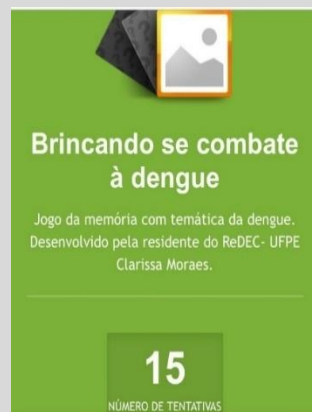 Brincando se combate
à dengue
Jogo da memória com temática da dengue.
Desenvolvido pela residente do ReDEC- UFPE
Clarissa Moraes.
15
NÚMERO DE TENTATIVAS